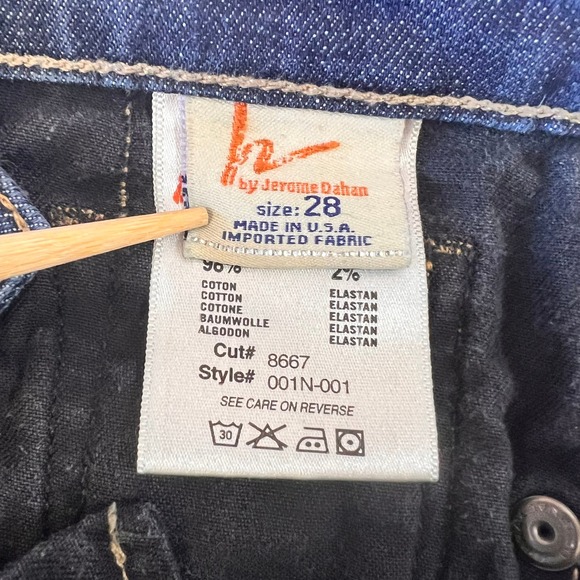 by Jerome Dahan
size: 28
MADE IN U.S.A.
IMPORTED FABRIC
98% 2%
COTON ELASTAN
COTTON ELASTAN
COTONE ELASTAN
BAUMWOLLE ELASTAN
ALGODON ELASTAN
Cut# 8667
Style# 001N-001
SEE CARE ON REVERSE
30